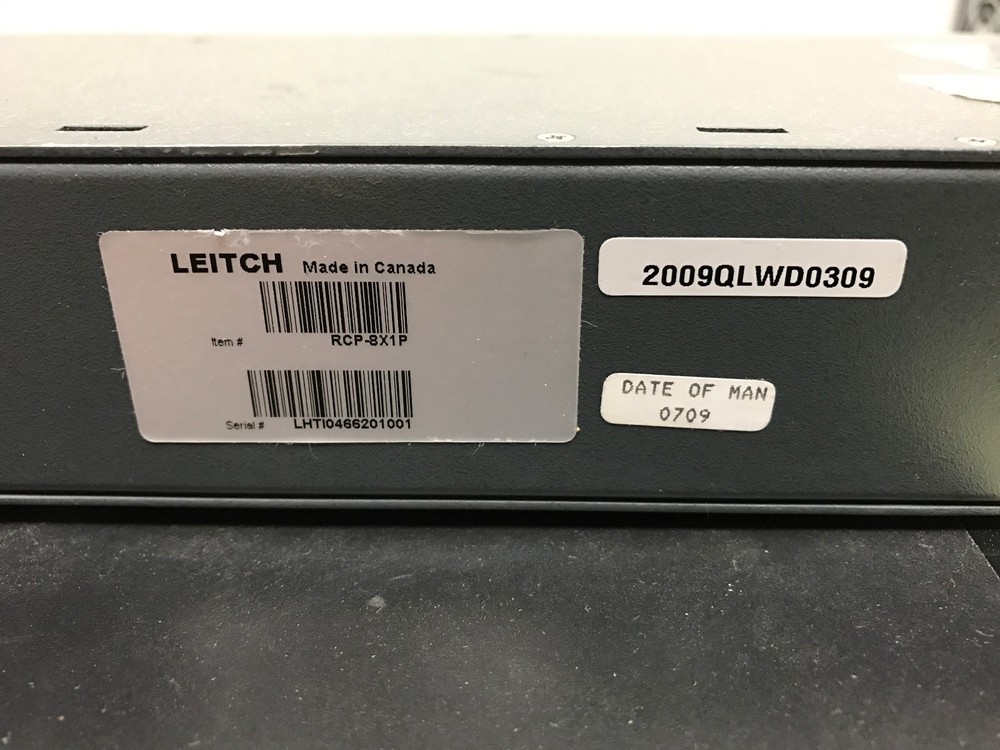 LEITCH Made in Canada
Item # RCP-8X1P
Serial # LHTI0466201001
2009QLWD0309
DATE OF MAN
0709